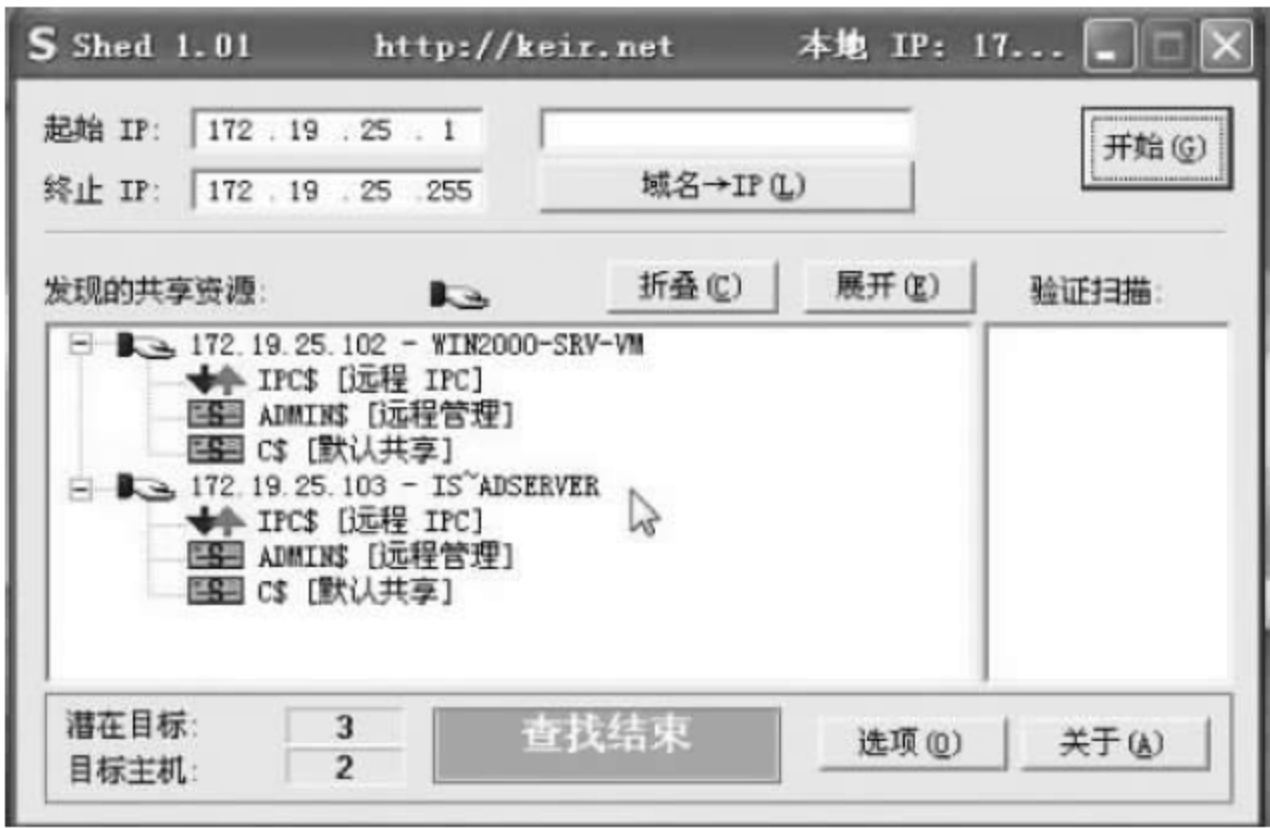 S Shed 1.01 http://keir.net 本地 IP: 17...
起始 IP: 172 . 19 . 25 . 1
开始(G)
终止 IP: 172 . 19 . 25 .255
域名→IP(L)
发现的共享资源:
折叠(C)
展开(E)
验证扫描:
172.19.25.102 - WIN2000-SRV-VM
IPC$ [远程 IPC]
ADMIN$ [远程管理]
C$ [默认共享]
172.19.25.103 - IS~ADSERVER
IPC$ [远程 IPC]
ADMIN$ [远程管理]
C$ [默认共享]
潜在目标: 3
目标主机: 2
查找结束
选项(O)
关于(A)